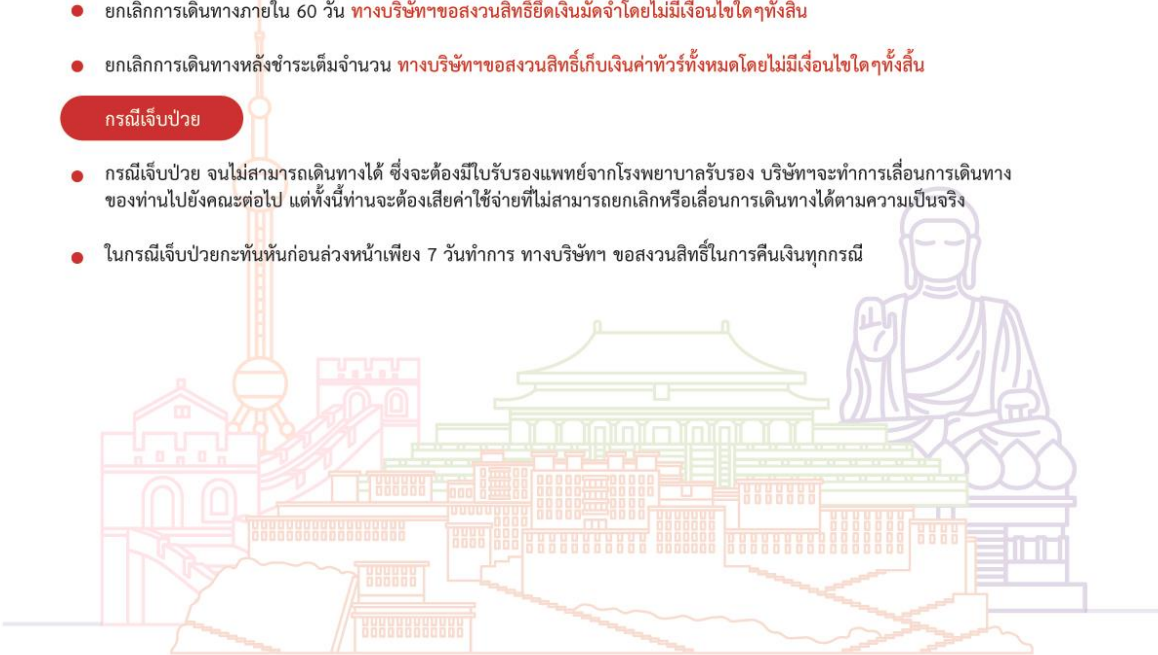 ยกเลิกการเดินทางภายใน 60 วัน ทางบริษัทฯขอสงวนสิทธิ์ยึดเงินมัดจำโดยไม่มีเงื่อนไขใดๆทั้งสิ้น
ยกเลิกการเดินทางหลังชำระเต็มจำนวน ทางบริษัทฯขอสงวนสิทธิ์เก็บเงินค่าทัวร์ทั้งหมดโดยไม่มีเงื่อนไขใดๆทั้งสิ้น
กรณีเจ็บป่วย
กรณีเจ็บป่วย จนไม่สามารถเดินทางได้ ซึ่งจะต้องมีใบรับรองแพทย์จากโรงพยาบาลรับรอง บริษัทฯจะทำการเลื่อนการเดินทาง
ของท่านไปยังคณะต่อไป แต่ทั้งนี้ท่านจะต้องเสียค่าใช้จ่ายที่ไม่สามารถยกเลิกหรือเลื่อนการเดินทางได้ตามความเป็นจริง
ในกรณีเจ็บป่วยกะทันหันก่อนล่วงหน้าเพียง 7 วันทำการ ทางบริษัทฯ ขอสงวนสิทธิ์ในการคืนเงินทุกกรณี